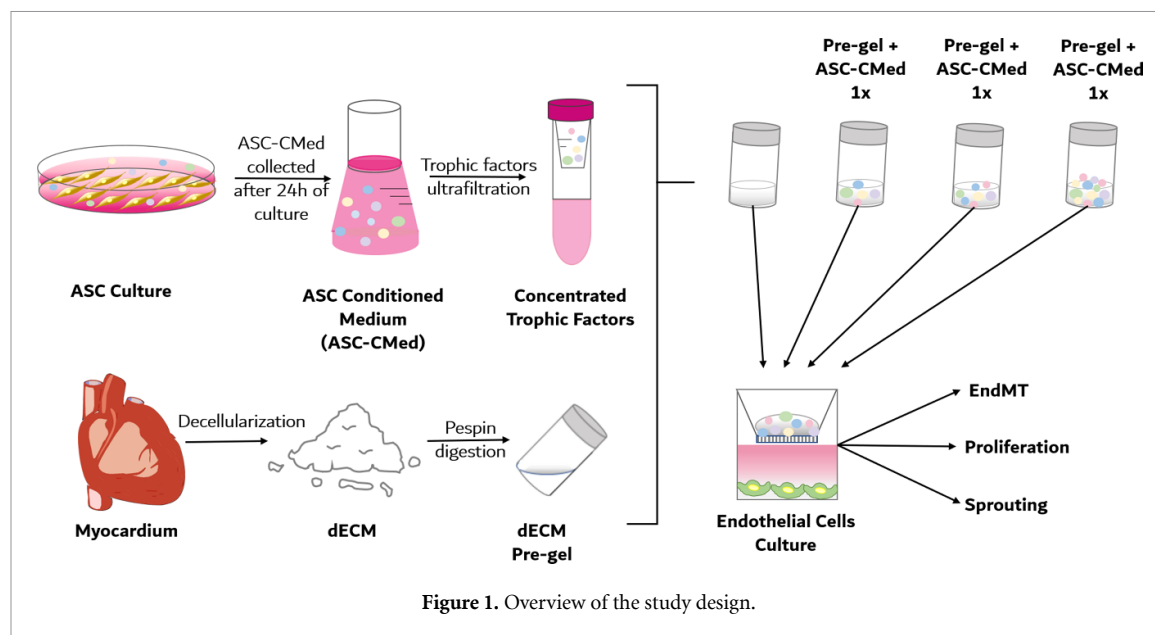 Pre-gel +
ASC-CMed
1x
Pre-gel +
ASC-CMed
1x
Pre-gel +
ASC-CMed
1x
ASC-CMed
collected
after 24h of
culture
Trophic factors
ultrafiltration
ASC Culture
ASC Conditioned
Medium
(ASC-CMed)
Concentrated
Trophic Factors
Decellularization
Pespin
digestion
Myocardium
dECM
dECM
Pre-gel
EndMT
Proliferation
Sprouting
Endothelial Cells
Culture
Figure 1. Overview of the study design.